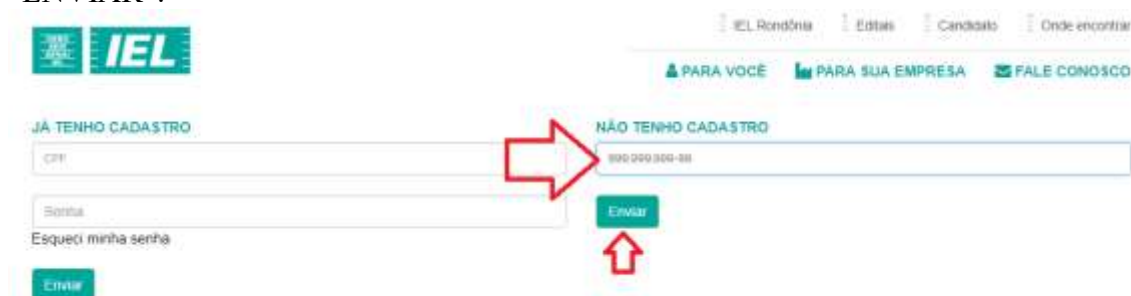 ENVIAR".
IEL
IEL Rondônia Editais Candidato Onde encontrar
PARA VOCÊ PARA SUA EMPRESA FALE CONOSCO
JÁ TENHO CADASTRO
CPF
Senha
Esqueci minha senha
Enviar
NÃO TENHO CADASTRO
999.999.999-99
Enviar